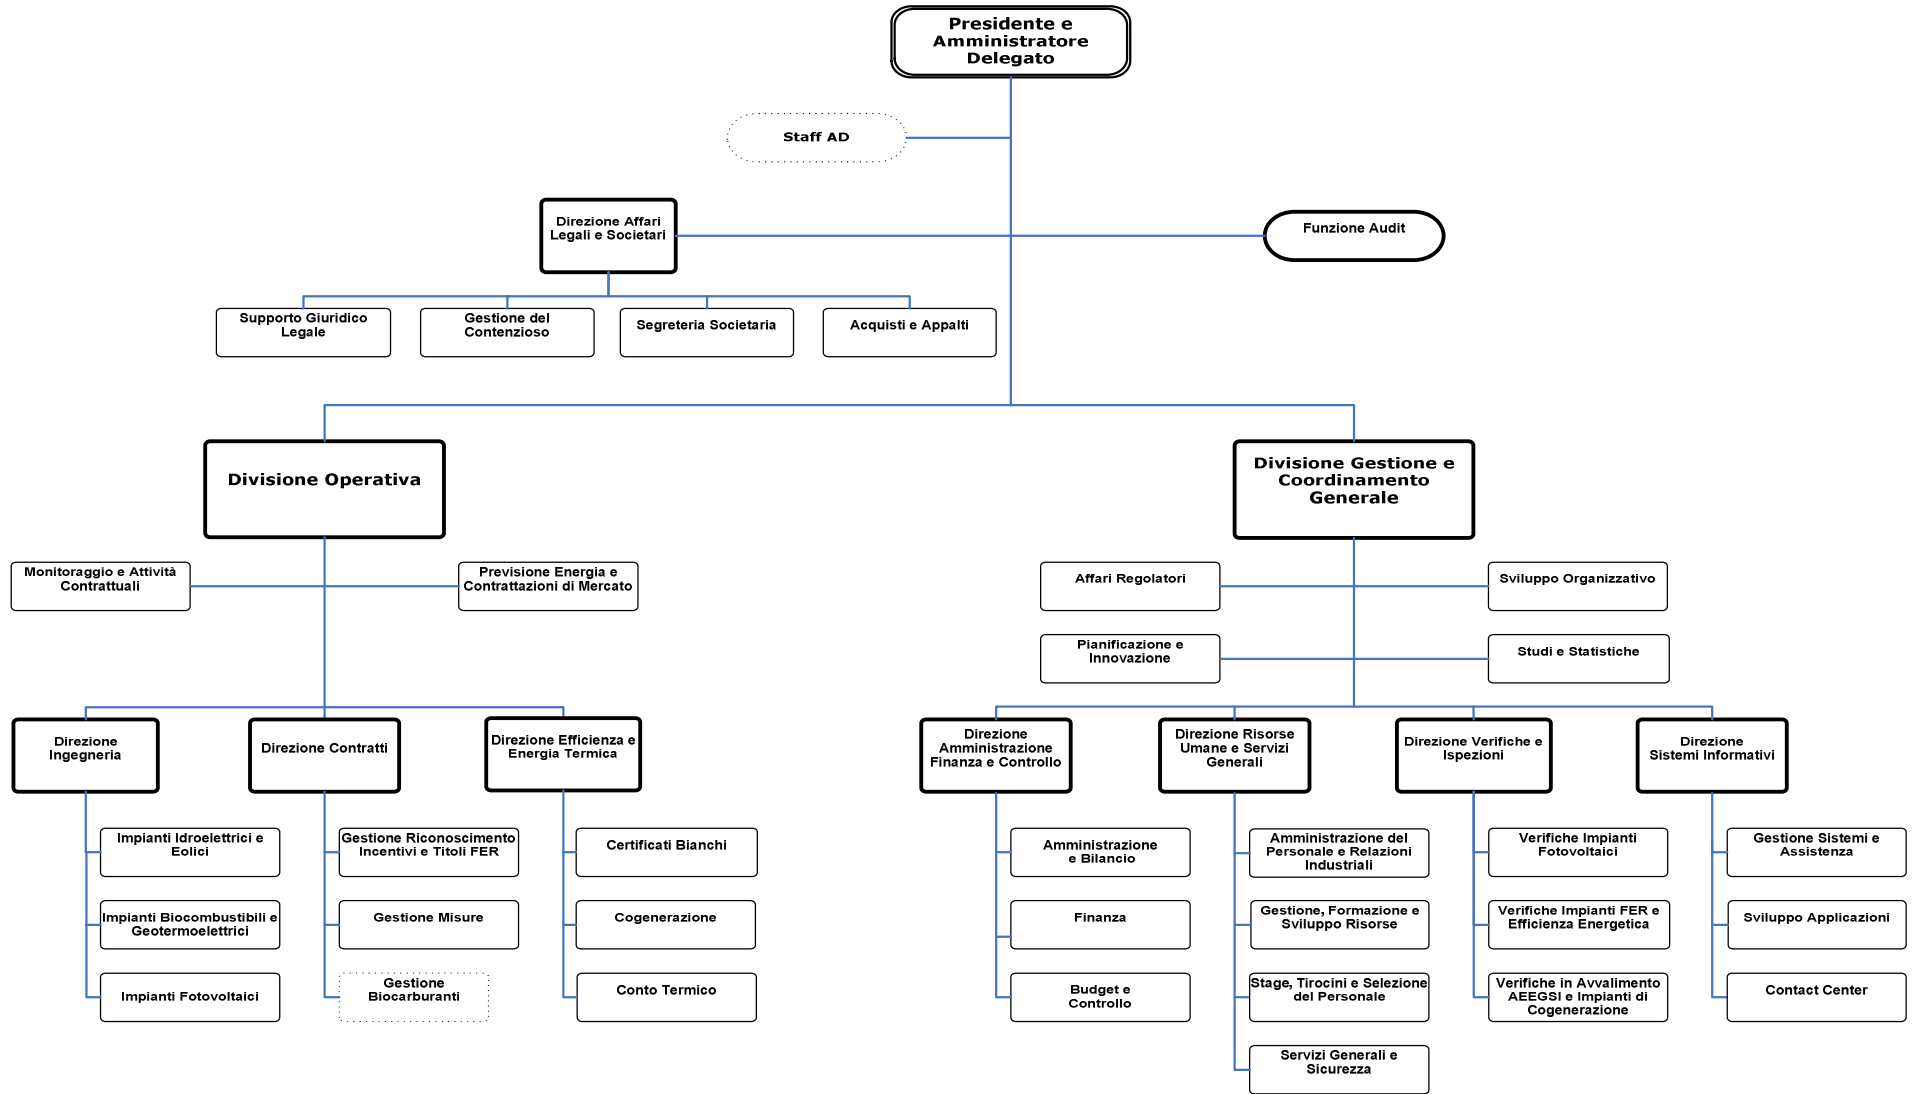 Presidente e
Amministratore
Delegato
Staff AD
Direzione Affari
Legali e Societari
Funzione Audit
Supporto Giuridico
Legale
Gestione del
Contenzioso
Segreteria Societaria
Acquisti e Appalti
Divisione Operativa
Divisione Gestione e
Coordinamento
Generale
Monitoraggio e Attività
Contrattuali
Previsione Energia e
Contrattazioni di Mercato
Affari Regolatori
Sviluppo Organizzativo
Pianificazione e
Innovazione
Studi e Statistiche
Direzione
Ingegneria
Direzione Contratti
Direzione Efficienza e
Energia Termica
Direzione
Amministrazione
Finanza e Controllo
Direzione Risorse
Umane e Servizi
Generali
Direzione Verifiche e
Ispezioni
Direzione
Sistemi Informativi
Impianti Idroelettrici e
Eolici
Gestione Riconoscimento
Incentivi e Titoli FER
Certificati Bianchi
Amministrazione
e Bilancio
Amministrazione del
Personale e Relazioni
Industriali
Verifiche Impianti
Fotovoltaici
Gestione Sistemi e
Assistenza
Impianti Biocombustibili e
Geotermoelettrici
Gestione Misure
Cogenerazione
Finanza
Gestione, Formazione e
Sviluppo Risorse
Verifiche Impianti FER e
Efficienza Energetica
Sviluppo Applicazioni
Impianti Fotovoltaici
Gestione
Biocarburanti
Conto Termico
Budget e
Controllo
Stage, Tirocini e Selezione
del Personale
Verifiche in Avvalimento
AEEGSI e Impianti di
Cogenerazione
Contact Center
Servizi Generali e
Sicurezza